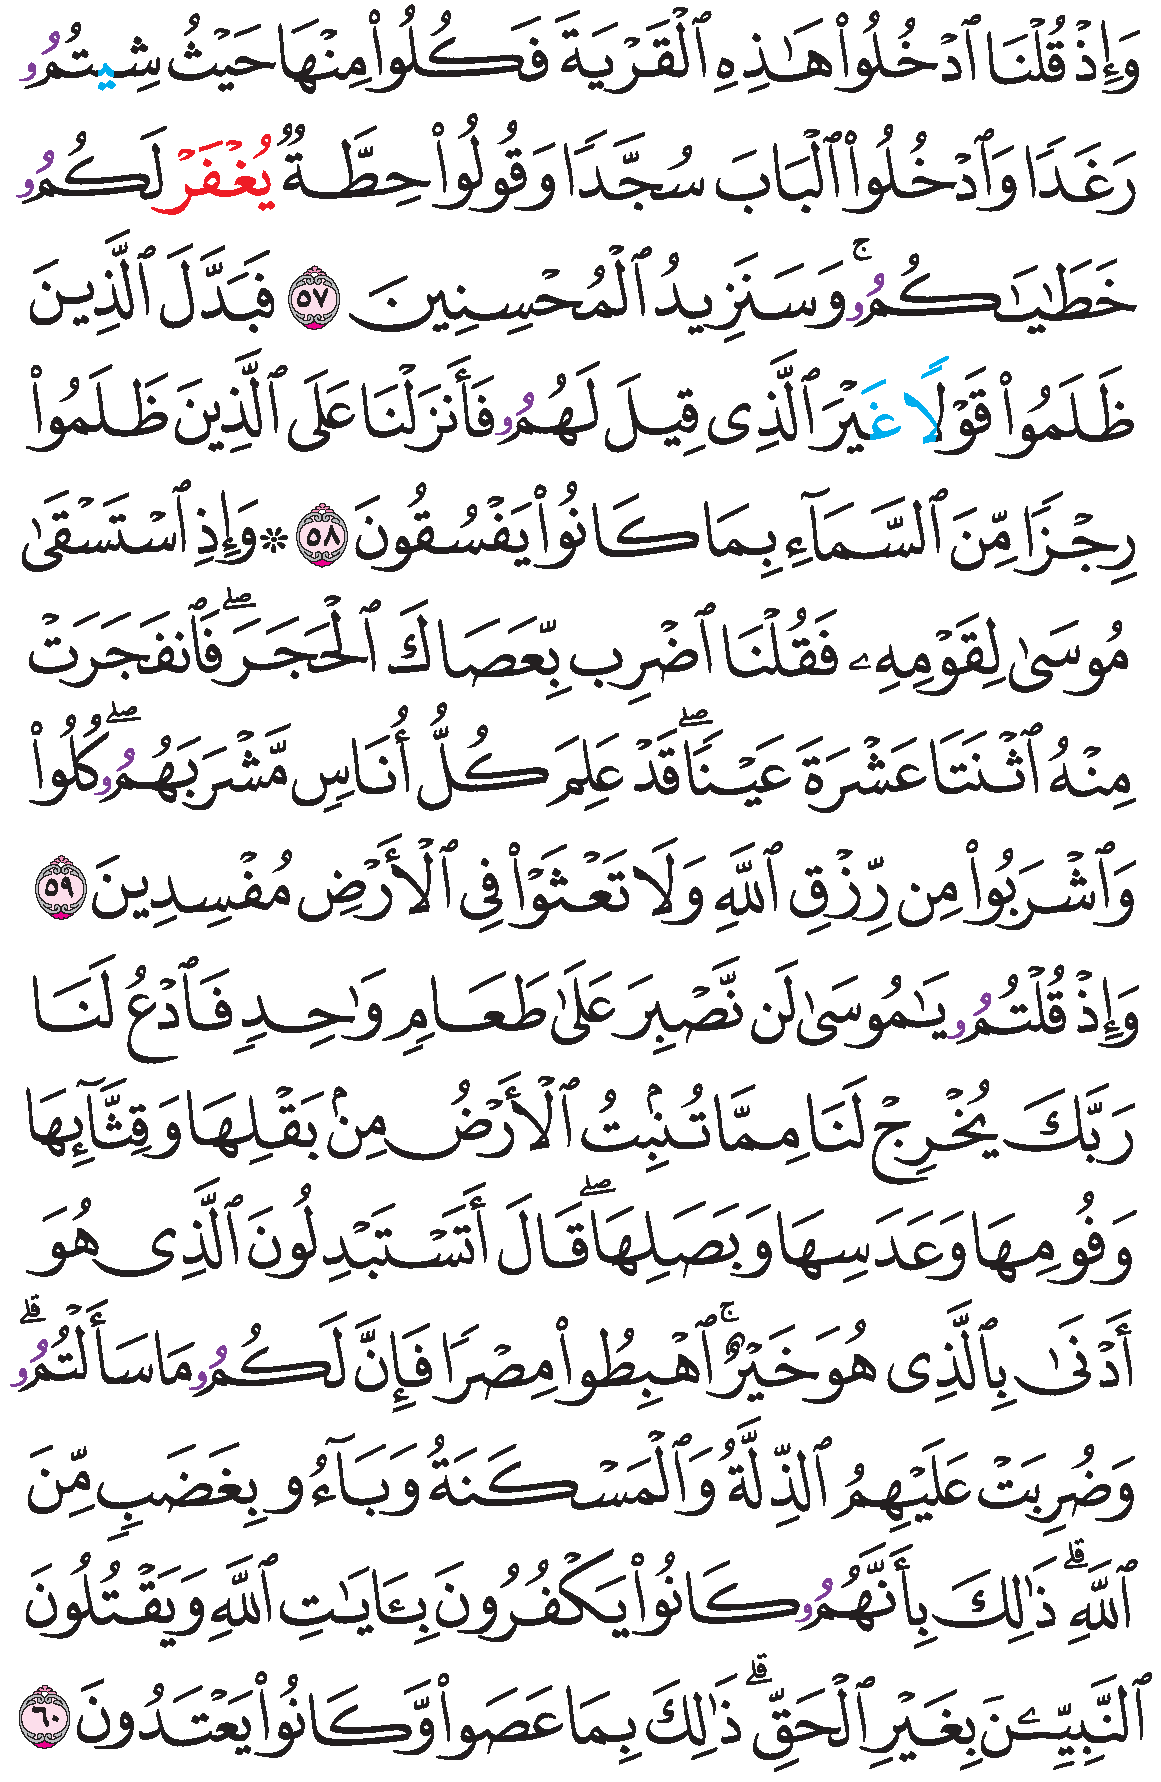 وَإِذْ قُلْنَا ٱدْخُلُوا۟ هَٰذِهِ ٱلْقَرْيَةَ فَكُلُوا۟ مِنْهَا حَيْثُ شِيتُمُۥ
رَغَدًا وَٱدْخُلُوا۟ ٱلْبَابَ سُجَّدًا وَقُولُوا۟ حِطَّةٌ يُغْفَرْ لَكُمُۥ
خَطَٰيَٰكُمُۥۚ وَسَنَزِيدُ ٱلْمُحْسِنِينَ ٥٧ فَبَدَّلَ ٱلَّذِينَ
ظَلَمُوا۟ قَوْلًا غَيْرَ ٱلَّذِى قِيلَ لَهُمُۥ فَأَنزَلْنَا عَلَى ٱلَّذِينَ ظَلَمُوا۟
رِجْزًا مِّنَ ٱلسَّمَآءِ بِمَا كَانُوا۟ يَفْسُقُونَ ٥٨ ۞ وَإِذِ ٱسْتَسْقَىٰ
مُوسَىٰ لِقَوْمِهِۦ فَقُلْنَا ٱضْرِب بِّعَصَاكَ ٱلْحَجَرَۖ فَٱنفَجَرَتْ
مِنْهُ ٱثْنَتَا عَشْرَةَ عَيْنًاۖ قَدْ عَلِمَ كُلُّ أُنَاسٍ مَّشْرَبَهُمُۥۖ كُلُوا۟
وَٱشْرَبُوا۟ مِن رِّزْقِ ٱللَّهِ وَلَا تَعْثَوْا۟ فِى ٱلْأَرْضِ مُفْسِدِينَ ٥٩
وَإِذْ قُلْتُمُۥ يَٰمُوسَىٰ لَن نَّصْبِرَ عَلَىٰ طَعَامٍ وَٰحِدٍ فَٱدْعُ لَنَا
رَبَّكَ يُخْرِجْ لَنَا مِمَّا تُنۢبِتُ ٱلْأَرْضُ مِنۢ بَقْلِهَا وَقِثَّآئِهَا
وَفُومِهَا وَعَدَسِهَا وَبَصَلِهَاۖ قَالَ أَتَسْتَبْدِلُونَ ٱلَّذِى هُوَ
أَدْنَىٰ بِٱلَّذِى هُوَ خَيْرٌۚ ٱهْبِطُوا۟ مِصْرًا فَإِنَّ لَكُمُۥ مَا سَأَلْتُمُۥۗ
وَضُرِبَتْ عَلَيْهِمُ ٱلذِّلَّةُ وَٱلْمَسْكَنَةُ وَبَآءُو بِغَضَبٍ مِّنَ
ٱللَّهِۗ ذَٰلِكَ بِأَنَّهُمُۥ كَانُوا۟ يَكْفُرُونَ بِـَٔايَٰتِ ٱللَّهِ وَيَقْتُلُونَ
ٱلنَّبِيِّـۧنَ بِغَيْرِ ٱلْحَقِّۗ ذَٰلِكَ بِمَا عَصَوا۟ وَّكَانُوا۟ يَعْتَدُونَ ٦٠